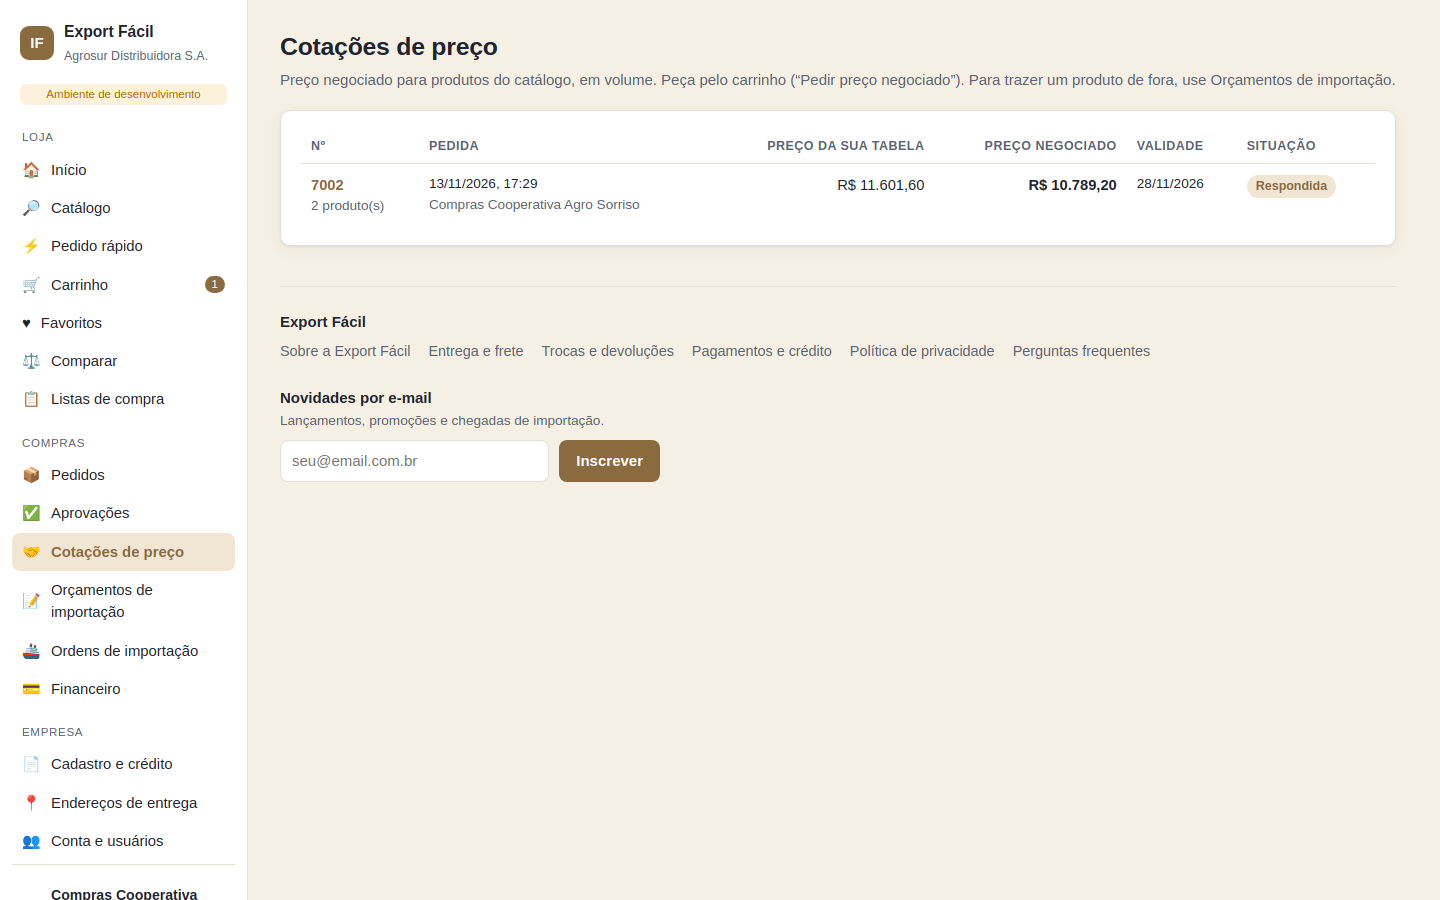 IF
Export Fácil
Agrosur Distribuidora S.A.
Ambiente de desenvolvimento
LOJA
Início
Catálogo
Pedido rápido
Carrinho 1
Favoritos
Comparar
Listas de compra
COMPRAS
Pedidos
Aprovações
Cotações de preço
Orçamentos de
importação
Ordens de importação
Financeiro
EMPRESA
Cadastro e crédito
Endereços de entrega
Conta e usuários
Compras Cooperativa
Cotações de preço
Preço negociado para produtos do catálogo, em volume. Peça pelo carrinho (“Pedir preço negociado”). Para trazer um produto de fora, use Orçamentos de importação.
Nº PEDIDA PREÇO DA SUA TABELA PREÇO NEGOCIADO VALIDADE SITUAÇÃO
7002 13/11/2026, 17:29 R$ 11.601,60 R$ 10.789,20 28/11/2026 Respondida
2 produto(s) Compras Cooperativa Agro Sorriso
Export Fácil
Sobre a Export Fácil Entrega e frete Trocas e devoluções Pagamentos e crédito Política de privacidade Perguntas frequentes
Novidades por e-mail
Lançamentos, promoções e chegadas de importação.
seu@email.com.br Inscrever